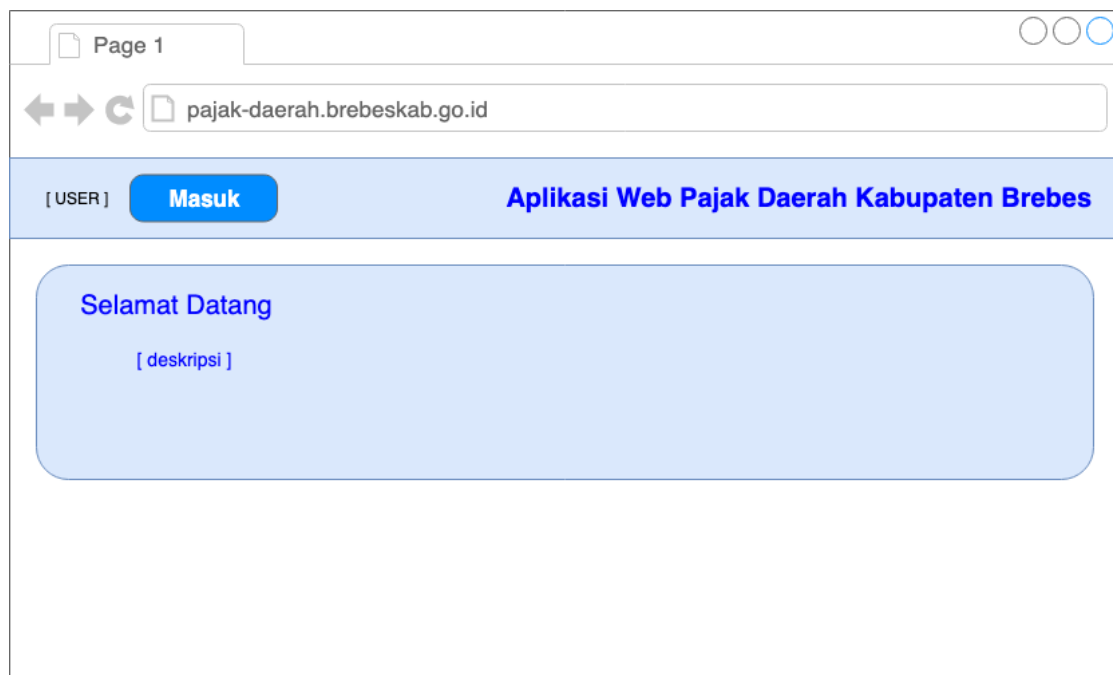 Page 1
pajak-daerah.brebeskab.go.id
[ USER ] Masuk Aplikasi Web Pajak Daerah Kabupaten Brebes
Selamat Datang
[ deskripsi ]